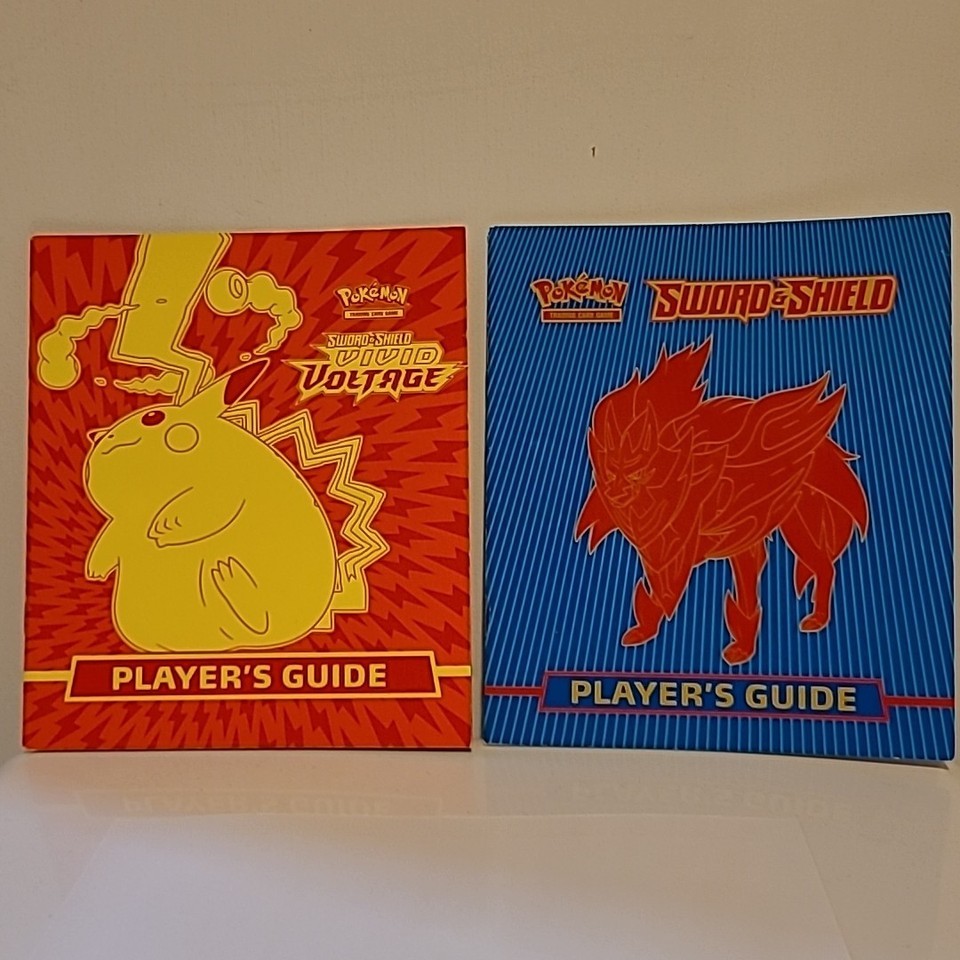 POKéMON
TRADING CARD GAME
SWORD & SHIELD
VIVID
VOLTAGE
PLAYER'S GUIDE
POKéMON
TRADING CARD GAME
SWORD & SHIELD
PLAYER'S GUIDE